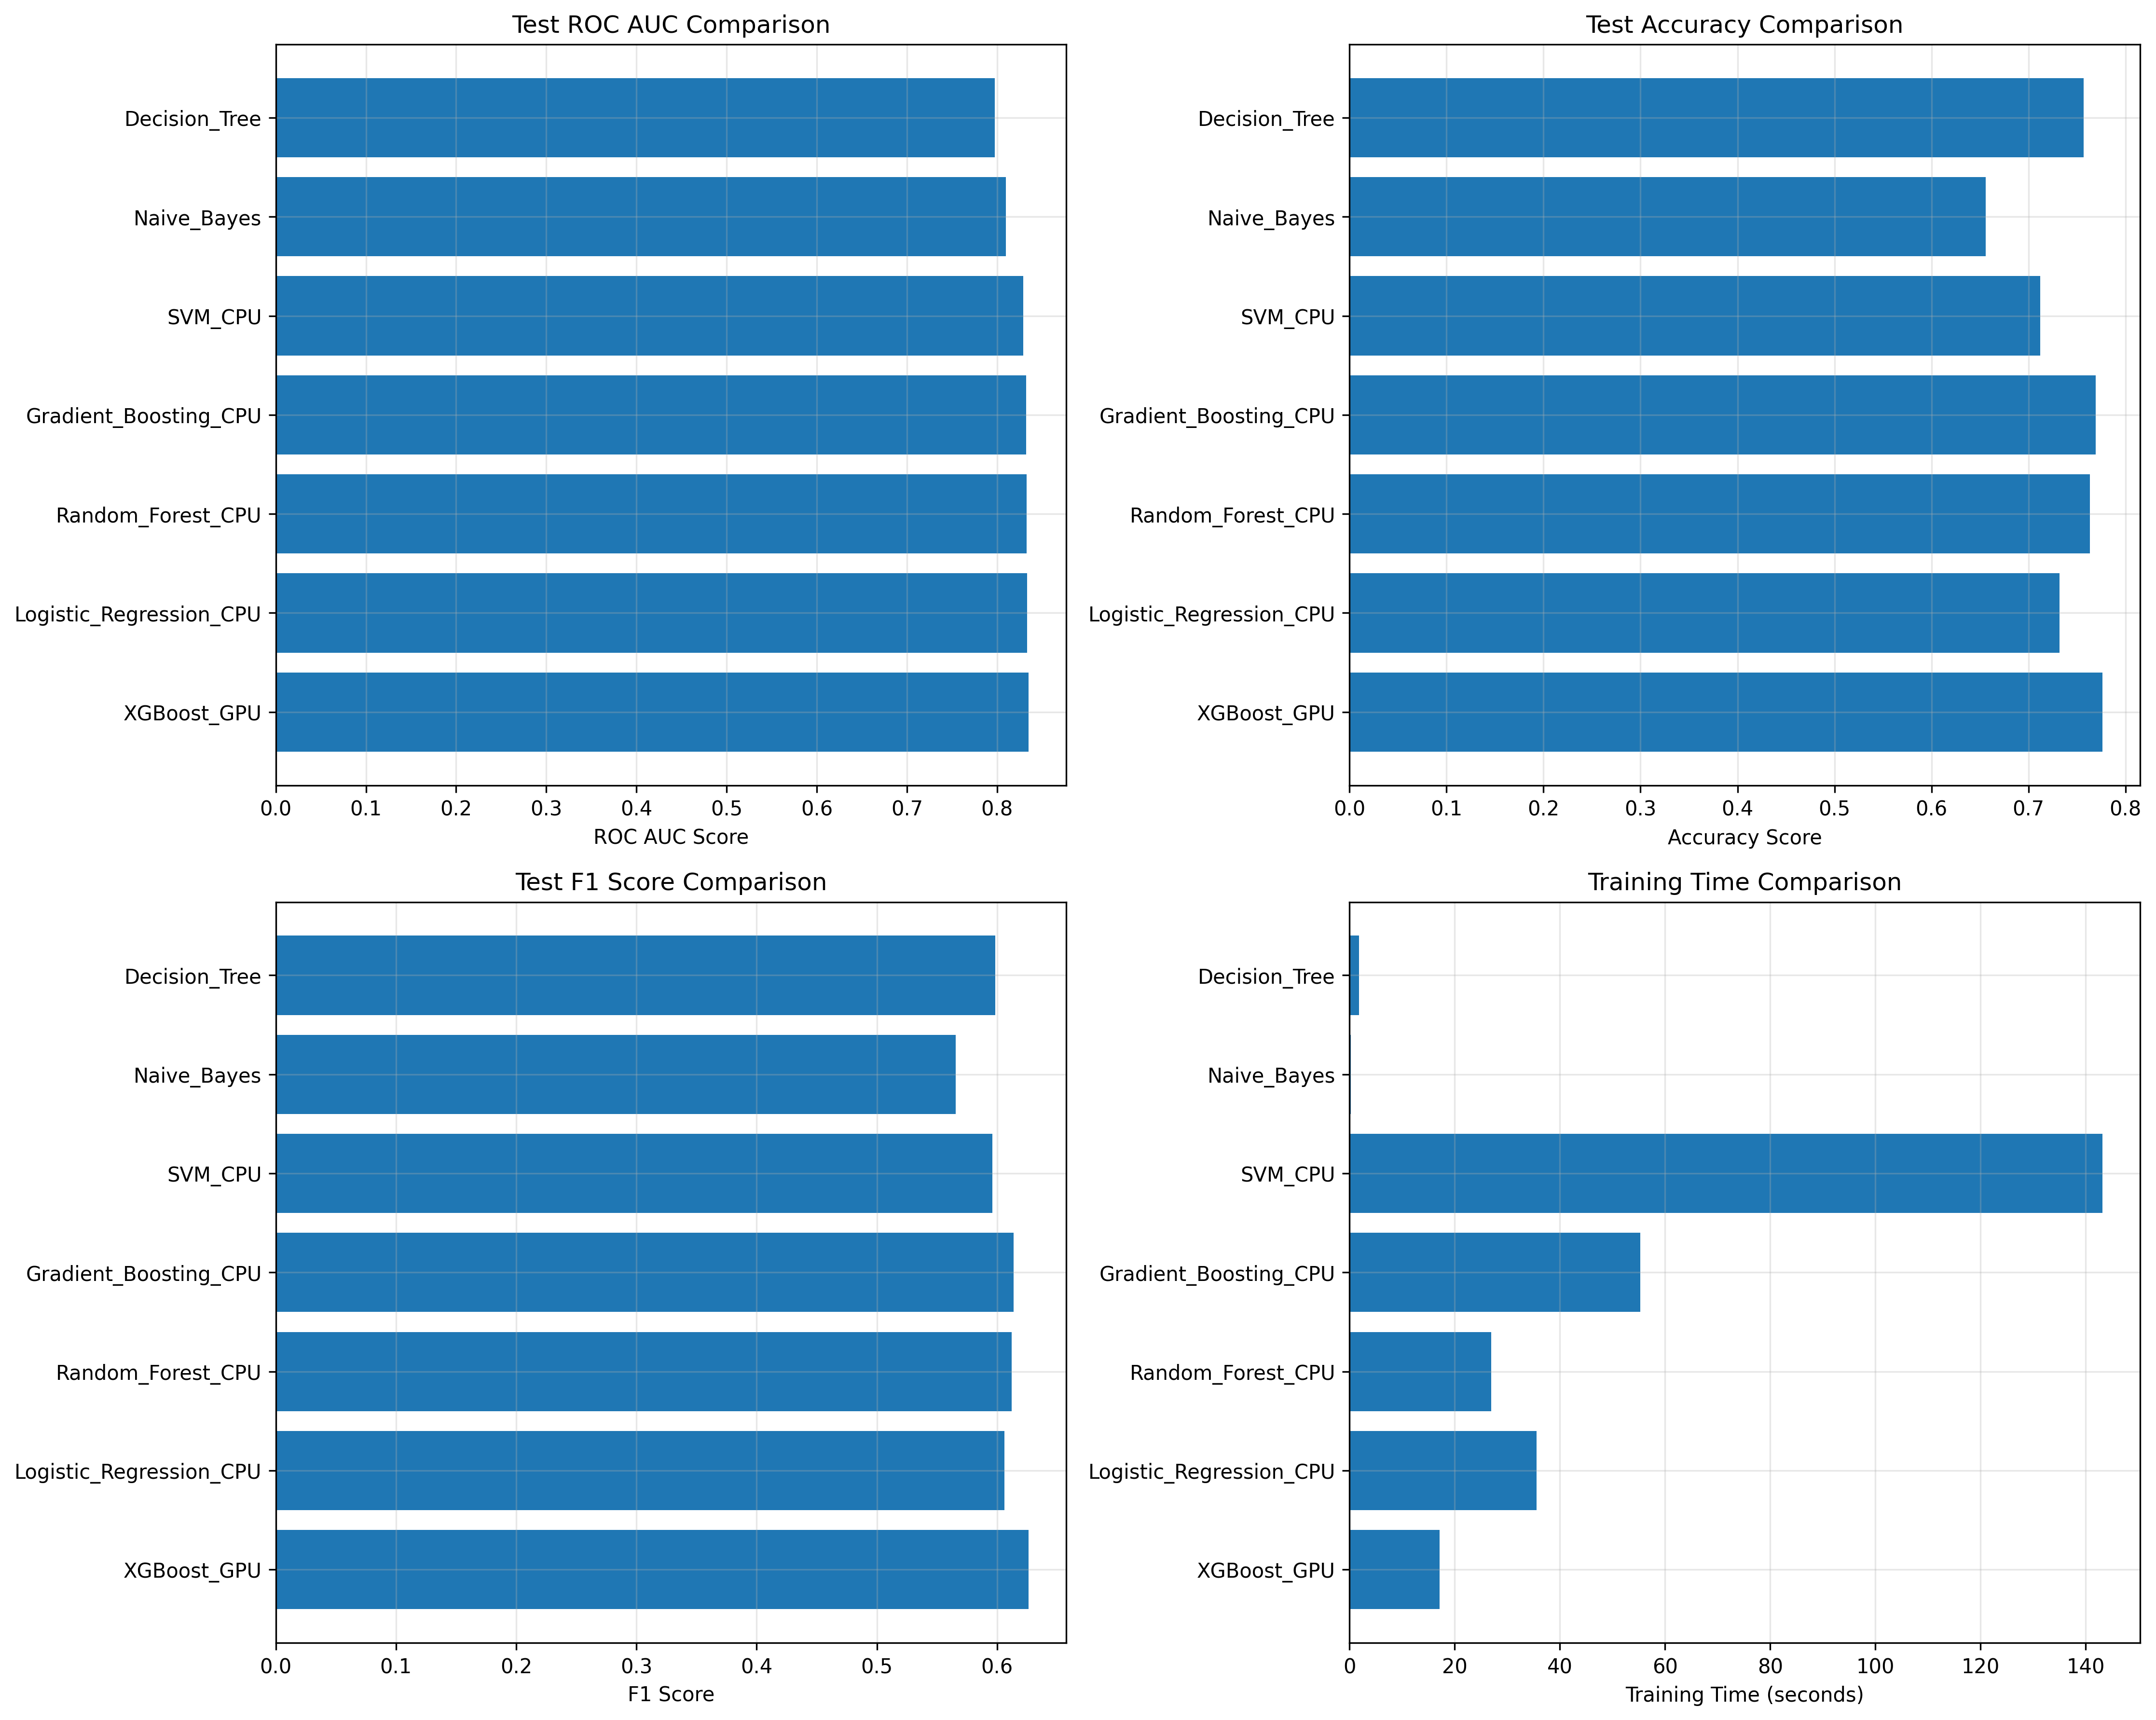 Test ROC AUC Comparison
Decision_Tree
Naive_Bayes
SVM_CPU
Gradient_Boosting_CPU
Random_Forest_CPU
Logistic_Regression_CPU
XGBoost_GPU
0.0 0.1 0.2 0.3 0.4 0.5 0.6 0.7 0.8
ROC AUC Score
Test Accuracy Comparison
Decision_Tree
Naive_Bayes
SVM_CPU
Gradient_Boosting_CPU
Random_Forest_CPU
Logistic_Regression_CPU
XGBoost_GPU
0.0 0.1 0.2 0.3 0.4 0.5 0.6 0.7 0.8
Accuracy Score
Test F1 Score Comparison
Decision_Tree
Naive_Bayes
SVM_CPU
Gradient_Boosting_CPU
Random_Forest_CPU
Logistic_Regression_CPU
XGBoost_GPU
0.0 0.1 0.2 0.3 0.4 0.5 0.6
F1 Score
Training Time Comparison
Decision_Tree
Naive_Bayes
SVM_CPU
Gradient_Boosting_CPU
Random_Forest_CPU
Logistic_Regression_CPU
XGBoost_GPU
0 20 40 60 80 100 120 140
Training Time (seconds)